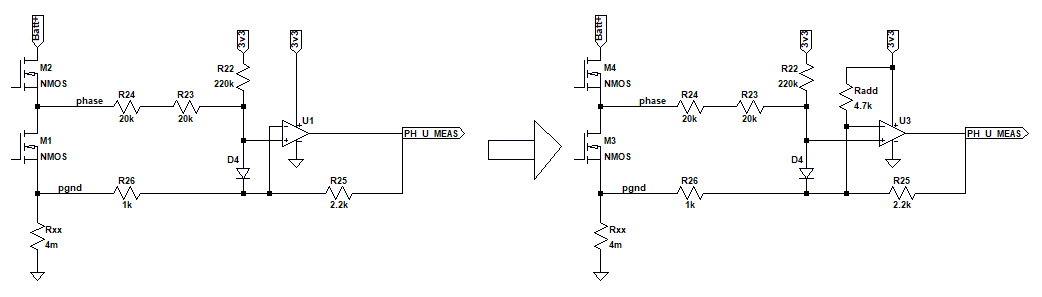 Batt+
3v3
3v3
M2
NMOS
R22
220k
phase
R24
20k
R23
20k
U1
M1
NMOS
PH_U_MEAS
D4
pgnd
R26
1k
R25
2.2k
Rxx
4m
Batt+
3v3
3v3
M4
NMOS
R22
220k
Radd
4.7k
phase
R24
20k
R23
20k
U3
M3
NMOS
PH_U_MEAS
D4
pgnd
R26
1k
R25
2.2k
Rxx
4m